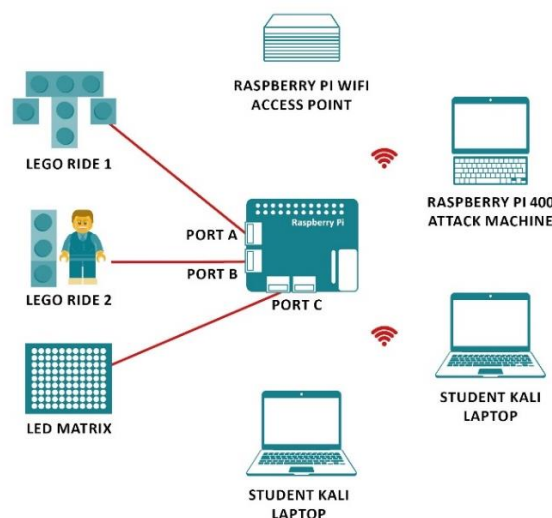 RASPBERRY PI WIFI
ACCESS POINT
LEGO RIDE 1
RASPBERRY PI 400
ATTACK MACHINE
Raspberry Pi
PORT A
PORT B
LEGO RIDE 2
PORT C
STUDENT KALI
LAPTOP
LED MATRIX
STUDENT KALI
LAPTOP